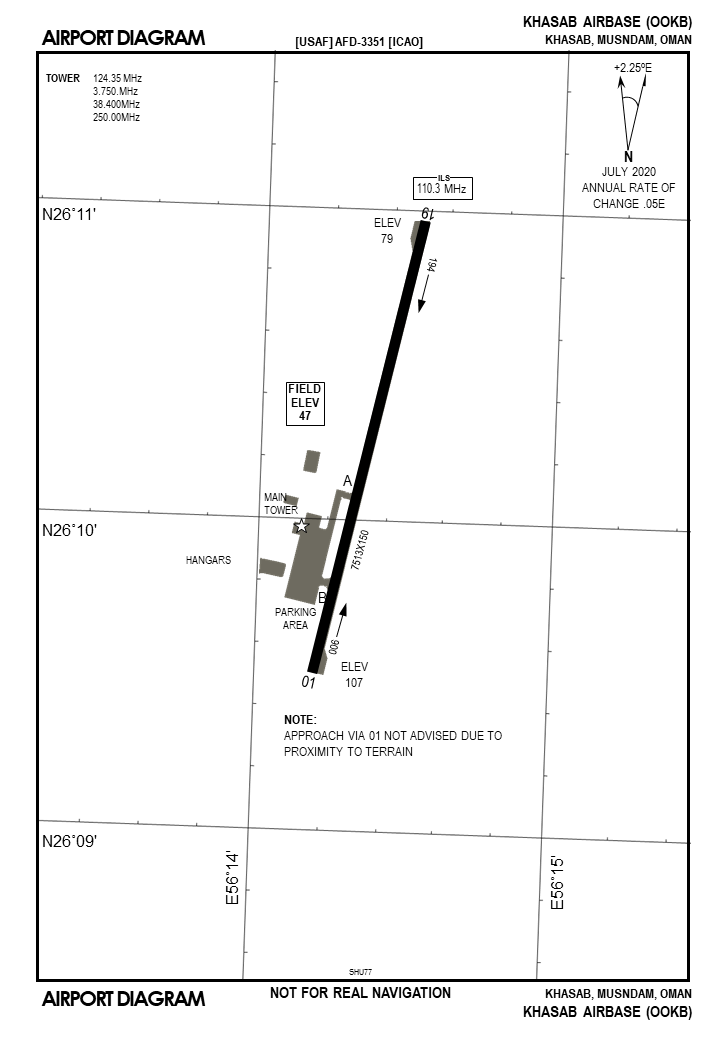 KHASAB AIRBASE (OOKB)
AIRPORT DIAGRAM
[USAF] AFD-3351 [ICAO]
KHASAB, MUSNDAM, OMAN
TOWER 124.35 MHz
3.750.MHz
38.400MHz
250.00MHz
+2.25ºE
N
JULY 2020
ANNUAL RATE OF
CHANGE .05E
ILS
110.3 MHz
N26°11'
19
ELEV
79
194
FIELD
ELEV
47
A
MAIN
TOWER
N26°10'
7513X150
HANGARS
B
PARKING
AREA
006
ELEV
107
01
NOTE:
APPROACH VIA 01 NOT ADVISED DUE TO
PROXIMITY TO TERRAIN
N26°09'
E56°14'
E56°15'
SHU77
AIRPORT DIAGRAM
NOT FOR REAL NAVIGATION
KHASAB, MUSNDAM, OMAN
KHASAB AIRBASE (OOKB)